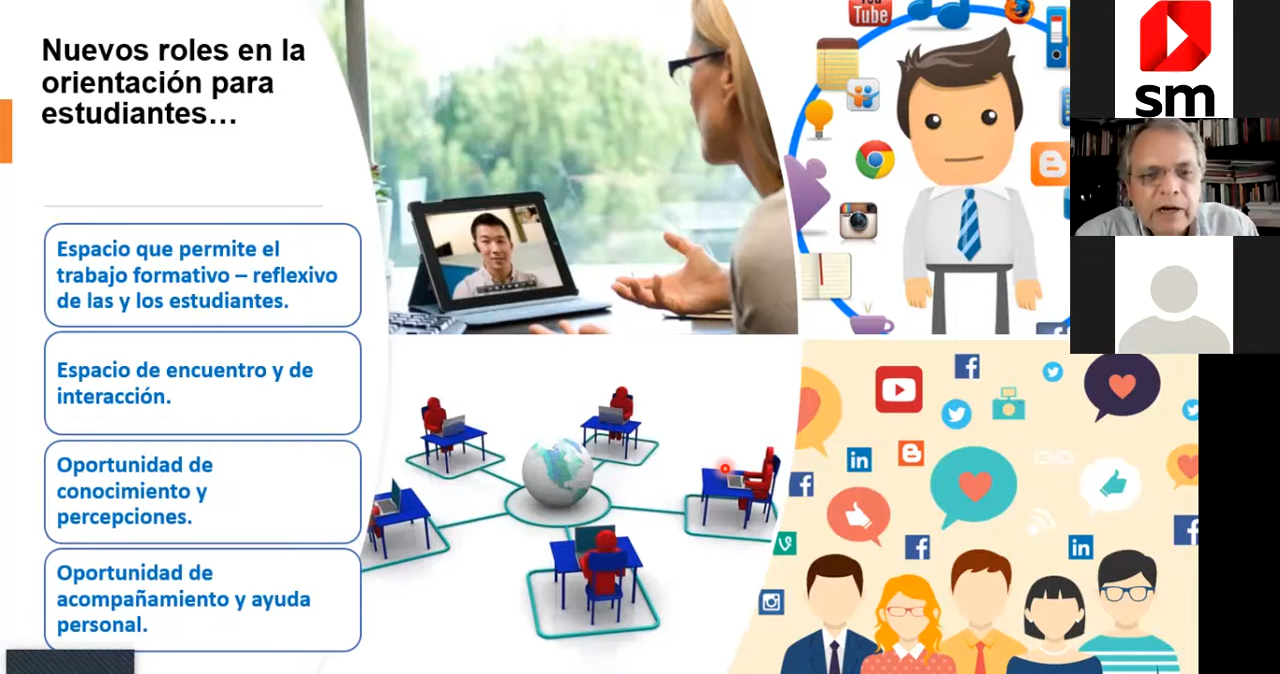 Nuevos roles en la
orientación para
estudiantes…
Espacio que permite el
trabajo formativo – reflexivo
de las y los estudiantes.
Espacio de encuentro y de
interacción.
Oportunidad de
conocimiento y
percepciones.
Oportunidad de
acompañamiento y ayuda
personal.
You
Tube
sm